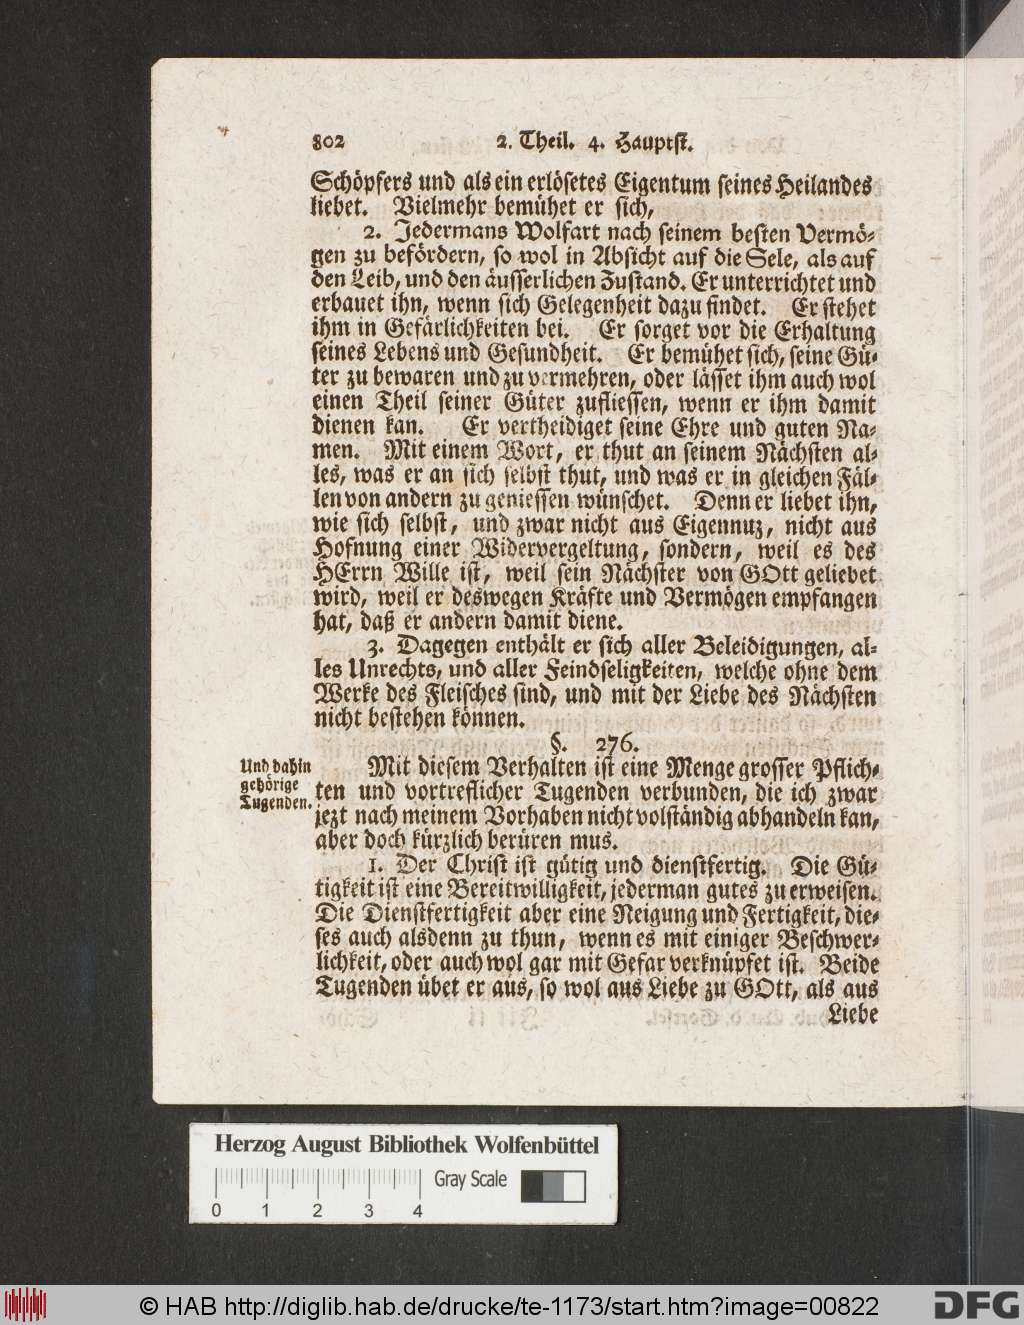 802 2. Theil. 4. Hauptst.
Schöpfers und als ein erlösetes Eigentum seines Heilandes
liebet. Vielmehr bemühet er sich,
2. Jedermans Wolfart nach seinem besten Vermö-
gen zu befördern, so wol in Absicht auf die Sele, als auf
den Leib, und den äusserlichen Zustand. Er unterrichtet und
erbauet ihn, wenn sich Gelegenheit dazu findet. Er stehet
ihm in Gefärlichkeiten bei. Er sorget vor die Erhaltung
seines Lebens und Gesundheit. Er bemühet sich, seine Gü-
ter zu bewaren und zu vermehren, oder lässet ihm auch wol
einen Theil seiner Güter zufliessen, wenn er ihm damit
dienen kan. Er vertheidiget seine Ehre und guten Na-
men. Mit einem Wort, er thut an seinem Nächsten al-
les, was er an sich selbst thut, und was er in gleichen Fäl-
len von andern zu geniessen wünschet. Denn er liebet ihn,
wie sich selbst, und zwar nicht aus Eigennuz, nicht aus
Hofnung einer Widervergeltung, sondern, weil es des
HErrn Wille ist, weil sein Nächster von GOtt geliebet
wird, weil er deswegen Kräfte und Vermögen empfangen
hat, daß er andern damit diene.
3. Dagegen enthält er sich aller Beleidigungen, al-
les Unrechts, und aller Feindseligkeiten, welche ohne dem
Werke des Fleisches sind, und mit der Liebe des Nächsten
nicht bestehen können.
§. 276.
Und dahin
gehörige
Tugenden.
Mit diesem Verhalten ist eine Menge grosser Pflich-
ten und vortreflicher Tugenden verbunden, die ich zwar
jezt nach meinem Vorhaben nicht volständig abhandeln kan,
aber doch kürzlich berüren mus.
1. Der Christ ist gütig und dienstfertig. Die Gü-
tigkeit ist eine Bereitwilligkeit, jederman gutes zu erweisen.
Die Dienstfertigkeit aber eine Neigung und Fertigkeit, die-
ses auch alsdenn zu thun, wenn es mit einiger Beschwer-
lichkeit, oder auch wol gar mit Gefar verknüpfet ist. Beide
Tugenden übet er aus, so wol aus Liebe zu GOtt, als aus
Liebe
Herzog August Bibliothek Wolfenbüttel
Gray Scale
0 1 2 3 4
© HAB http://diglib.hab.de/drucke/te-1173/start.htm?image=00822
DFG